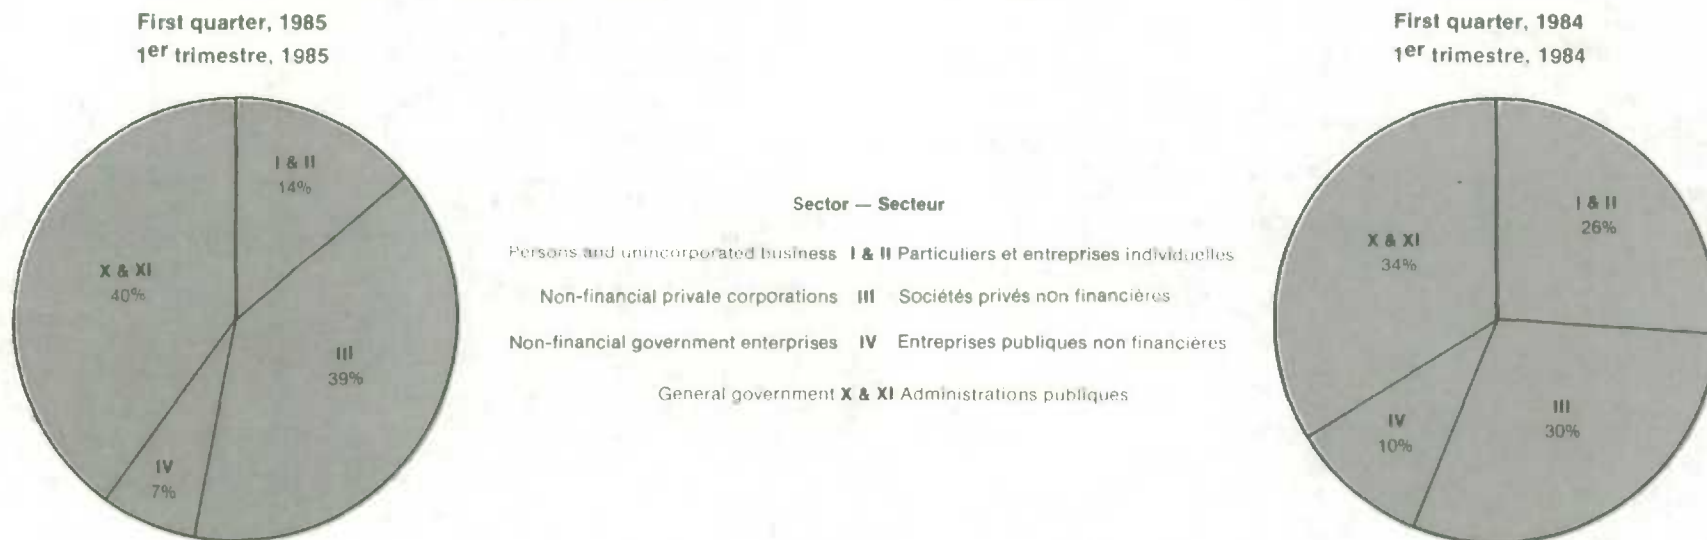 First quarter, 1985
1er trimestre, 1985
I & II
14%
X & XI
40%
III
39%
IV
7%
Sector — Secteur
Persons and unincorporated business I & II Particuliers et entreprises individuelles
Non-financial private corporations III Sociétés privés non financières
Non-financial government enterprises IV Entreprises publiques non financières
General government X & XI Administrations publiques
First quarter, 1984
1er trimestre, 1984
I & II
26%
X & XI
34%
III
30%
IV
10%